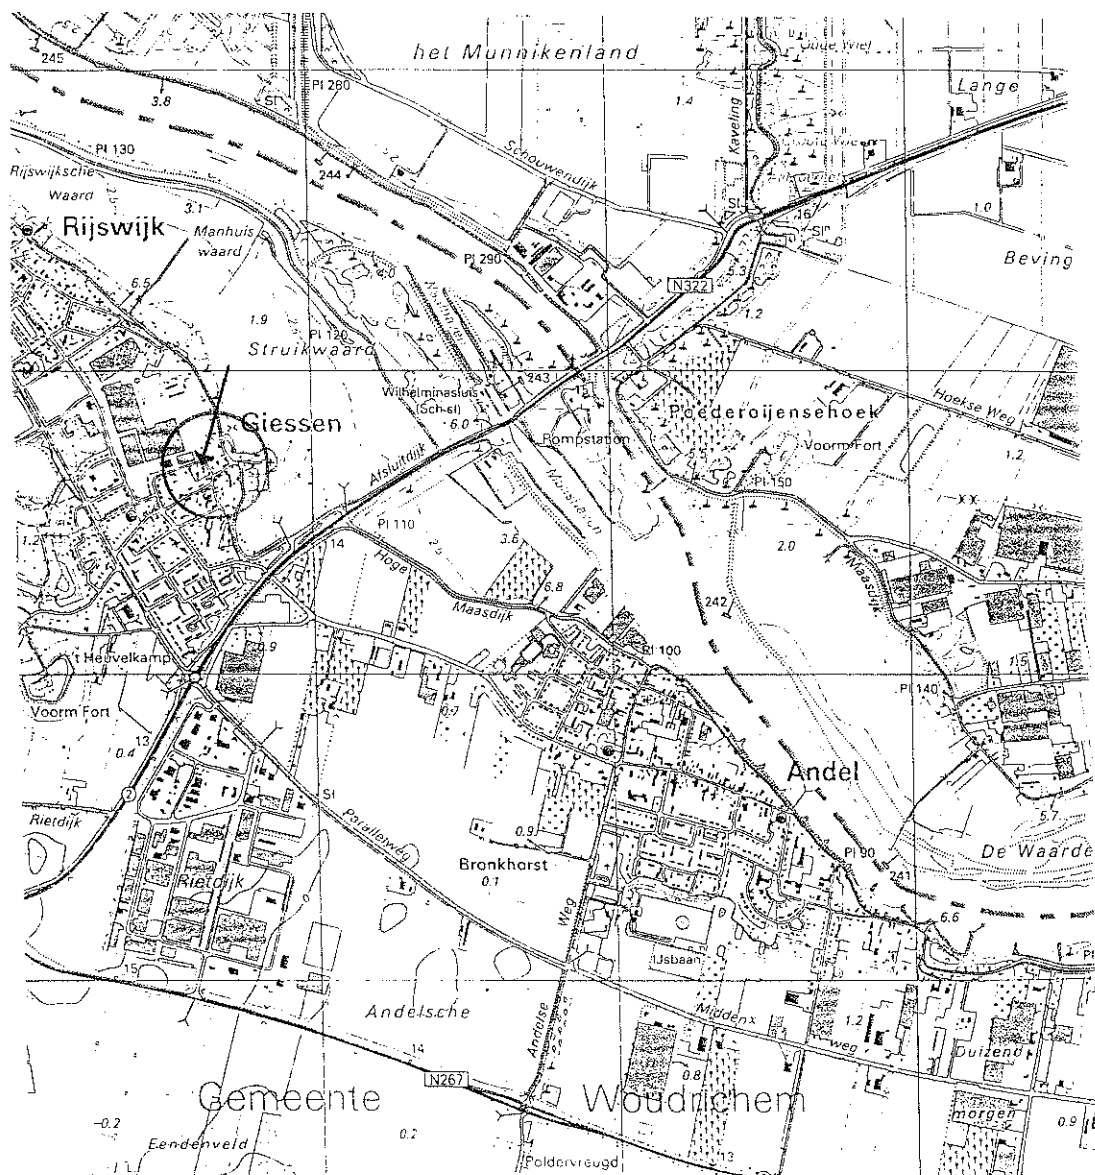 het Munnikenland
Oude Wiel
245
3.8
Pl 280
1.4
Kaveling
Lange
Schouwendijk
Pl 130
Rijswijksche
Waard
244
St
16
1.0
3.1
Rijswijk
Manhuis
waard
4.0
Pl 290
Beving
6.5
N322
5.3
1.2
1.9
Pl 120
Struikwaard
243
Wilhelminasluis
(Sch.sl)
6.0
Pompstation
Giessen
Poederoijensehoek
Hoekse Weg
Voorm Fort
1.2
Afsluitdijk
Pl 150
Pl 110
14
3.6
2.0
1.2
Hoge
Maasdijk
6.8
Maasdijk
242
't Heuvelkamp
0.9
Pl 100
1.5
Voorm Fort
0.7
Pl 140
13
0.4
Andel
2
St
Rietdijk
Parallelweg
0.9
5.7
Bronkhorst
Pl 90
De Waarde
Rietdijk
0.1
241
Weg
6.6
IJsbaan
15
Andelsche
Andelse
Midden
weg
1.2
Duizend
14
N267
0.8
Gemeente
Woudrichem
morgen
-0.2
0.2
0.9
Eendenveld
Poldervreugd
13